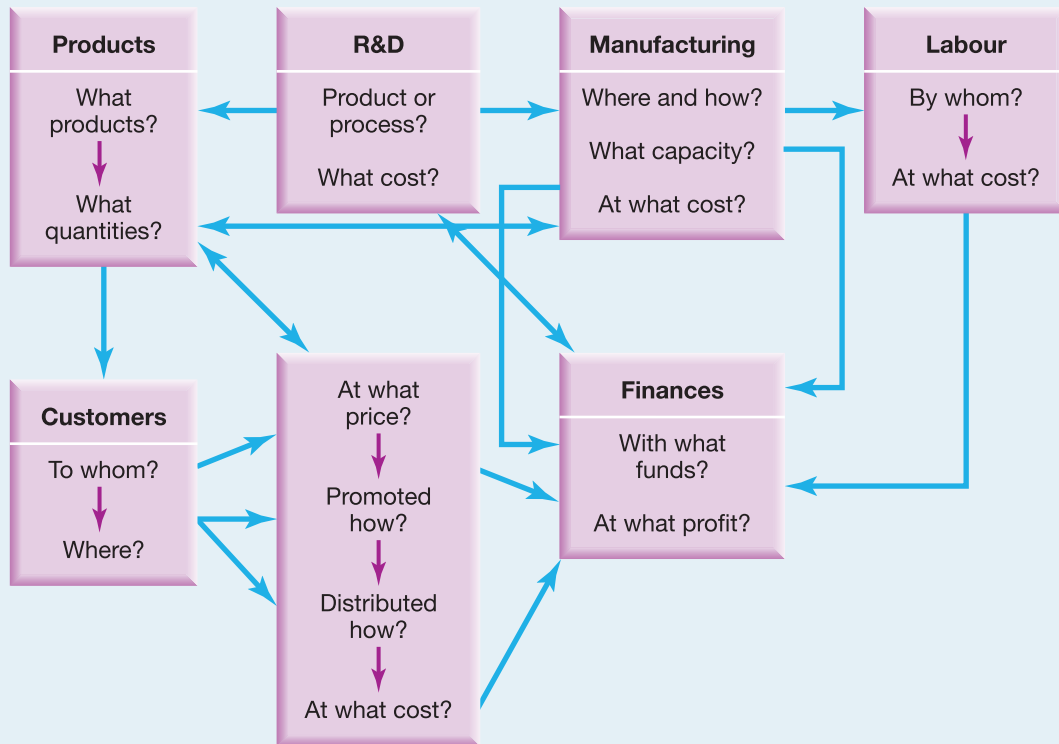 Products
What
products?
What
quantities?
R&D
Product or
process?
What cost?
Manufacturing
Where and how?
What capacity?
At what cost?
Labour
By whom?
At what cost?
Customers
To whom?
Where?
At what
price?
Promoted
how?
Distributed
how?
At what cost?
Finances
With what
funds?
At what profit?